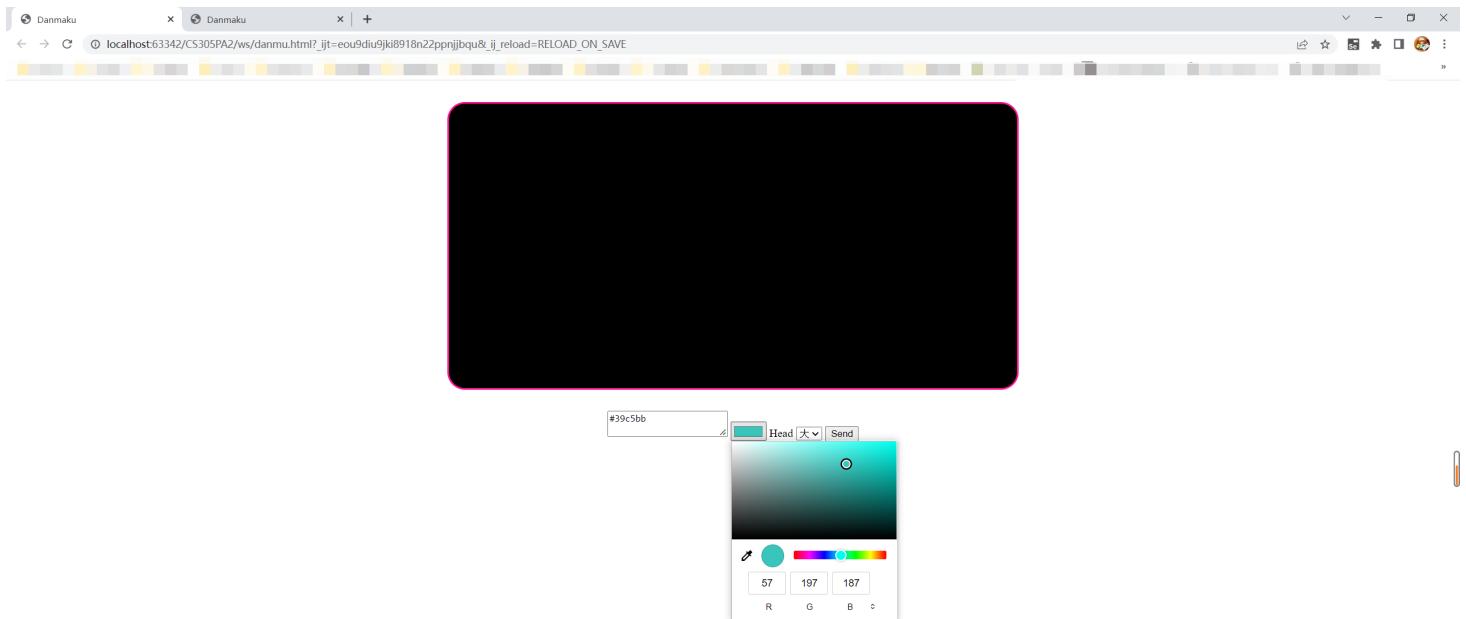 Danmaku
Danmaku
localhost:63342/CS305PA2/ws/danmu.html?_ijt=eou9diu9jki8918n22ppnjjbqu&_ij_reload=RELOAD_ON_SAVE
#39c5bb
Head 大 Send
57 197 187
R G B